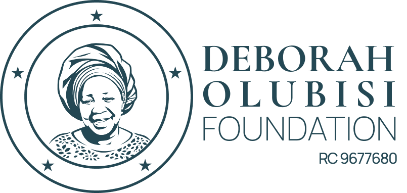 DEBORAH
OLUBISI
FOUNDATION
RC 9677680